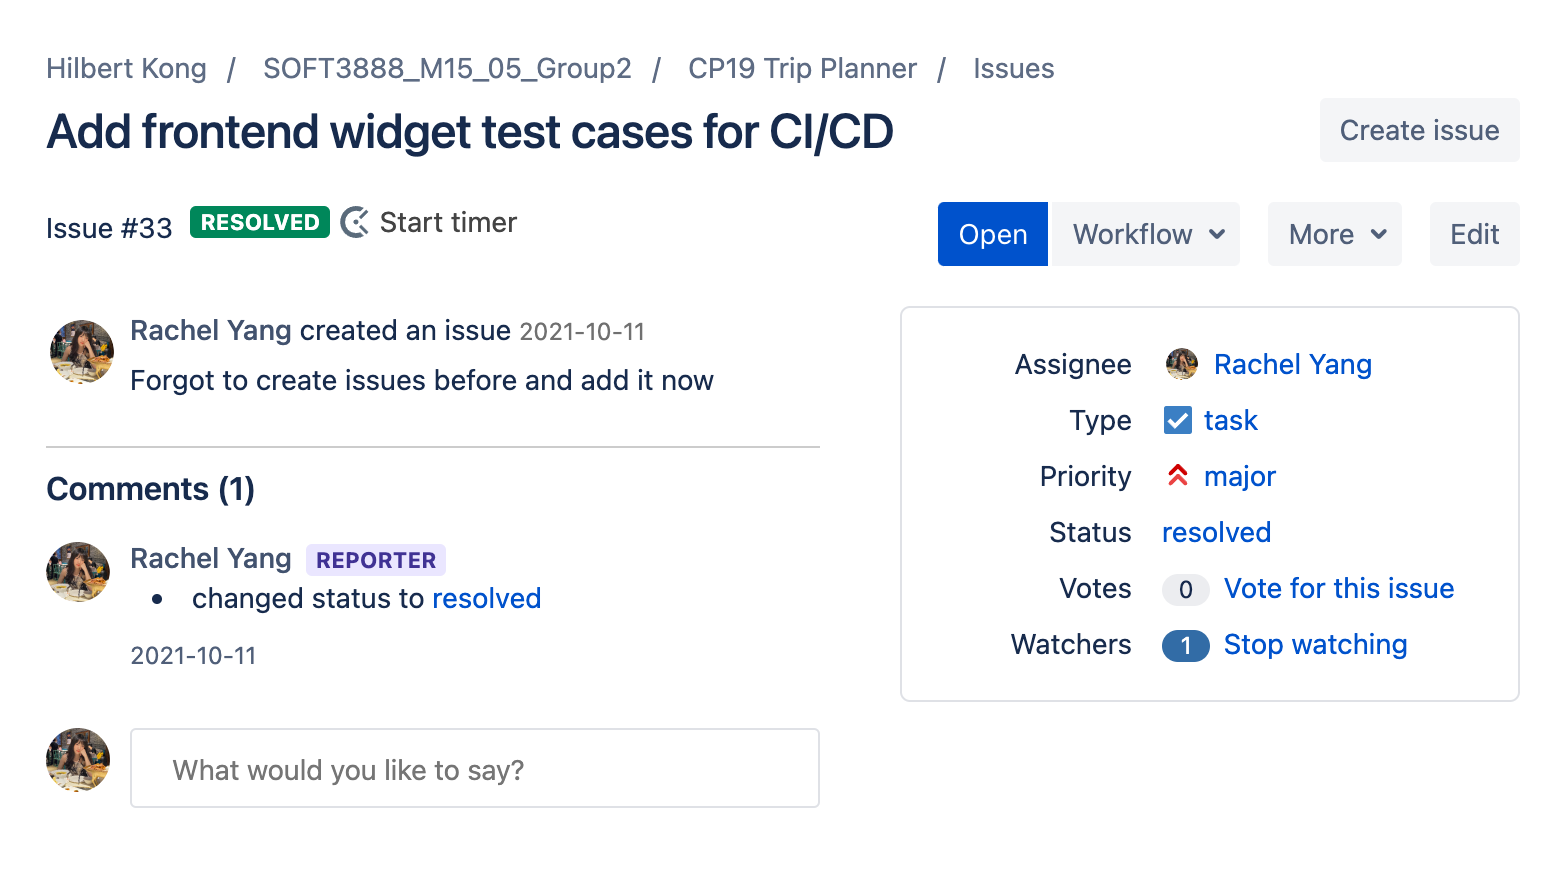 Hilbert Kong / SOFT3888_M15_05_Group2 / CP19 Trip Planner / Issues
Add frontend widget test cases for CI/CD
Create issue
Issue #33 RESOLVED Start timer
Open Workflow More Edit
Rachel Yang created an issue 2021-10-11
Forgot to create issues before and add it now
Comments (1)
Rachel Yang REPORTER
• changed status to resolved
2021-10-11
What would you like to say?
Assignee Rachel Yang
Type task
Priority major
Status resolved
Votes 0 Vote for this issue
Watchers 1 Stop watching